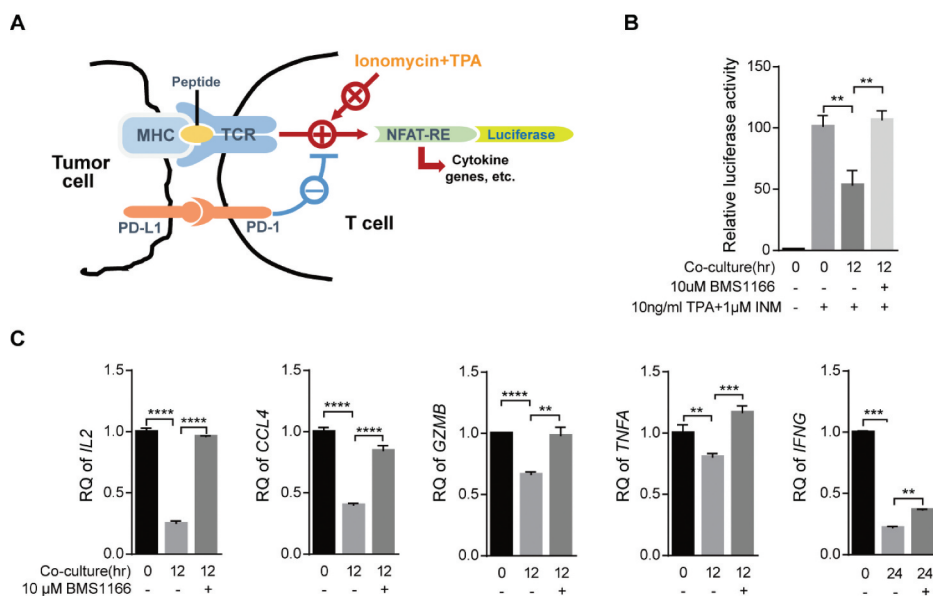 A
Ionomycin+TPA
Peptide
MHC
TCR
NFAT-RE
Luciferase
Tumor
cell
Cytokine
genes, etc.
PD-L1
PD-1
T cell
B
Relative luciferase activity
150
100
50
0
**
**
Co-culture(hr) 0 0 12 12
10uM BMS1166 - - - +
10ng/ml TPA+1μM INM - + + +
C
RQ of IL2
1.5
1.0
0.5
0.0
**** ****
Co-culture(hr) 0 12 12
10 μM BMS1166 - - +
RQ of CCL4
1.5
1.0
0.5
0.0
**** ****
0 12 12
- - +
RQ of GZMB
1.5
1.0
0.5
0.0
**** **
0 12 12
- - +
RQ of TNFA
1.5
1.0
0.5
0.0
** ***
0 12 12
- - +
RQ of IFNG
1.5
1.0
0.5
0.0
***
**
0 24 24
- - +